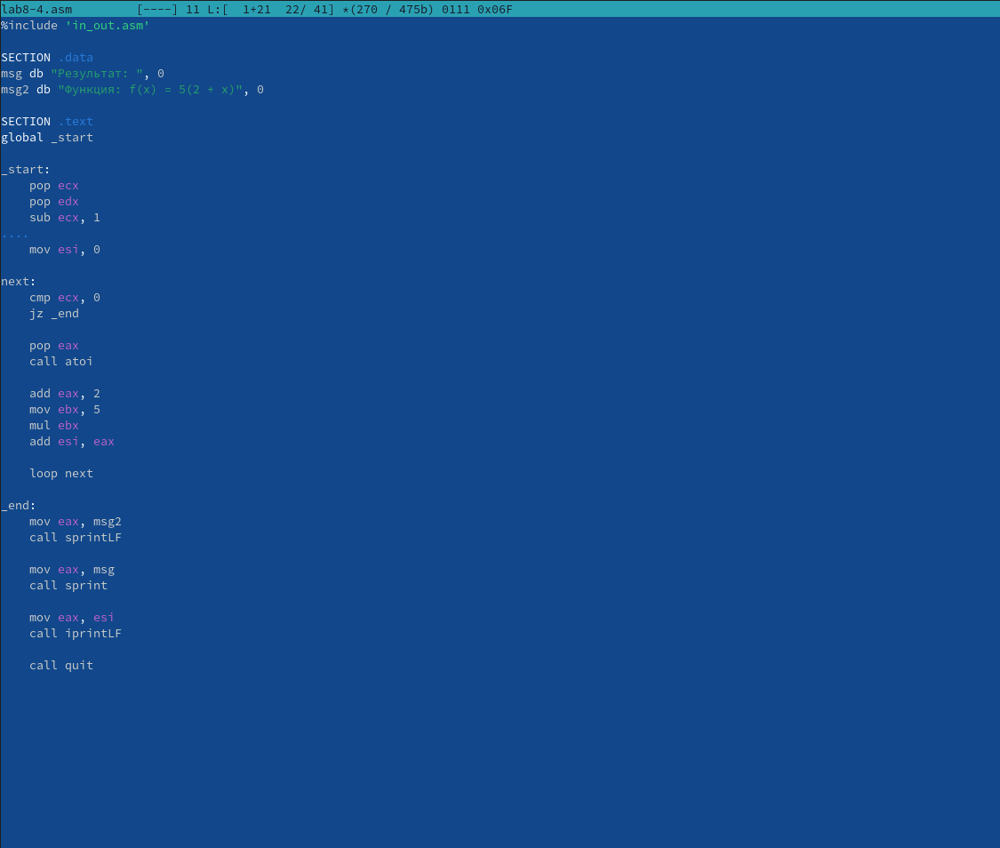 lab8-4.asm         [----] 11 L:[  1+21  22/ 41] *(270 / 475b) 0111 0x06F
%include 'in_out.asm'
SECTION .data
msg db "Результат: ", 0
msg2 db "Функция: f(x) = 5(2 + x)", 0
SECTION .text
global _start
_start:
    pop ecx
    pop edx
    sub ecx, 1
....
    mov esi, 0
next:
    cmp ecx, 0
    jz _end
    pop eax
    call atoi
    add eax, 2
    mov ebx, 5
    mul ebx
    add esi, eax
    loop next
_end:
    mov eax, msg2
    call sprintLF
    mov eax, msg
    call sprint
    mov eax, esi
    call iprintLF
    call quit